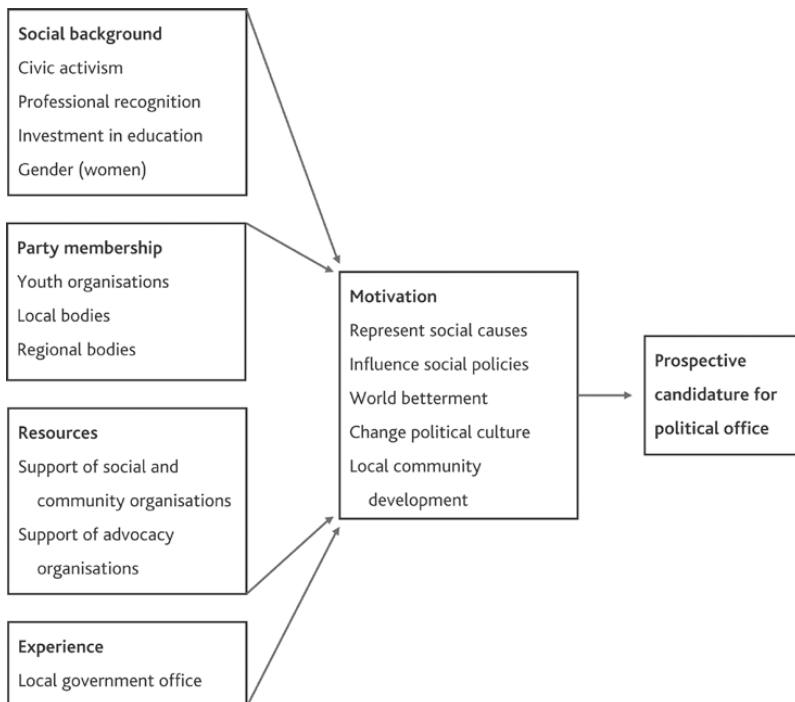 Social background
Civic activism
Professional recognition
Investment in education
Gender (women)
Party membership
Youth organisations
Local bodies
Regional bodies
Resources
Support of social and
community organisations
Support of advocacy
organisations
Experience
Local government office
Motivation
Represent social causes
Influence social policies
World betterment
Change political culture
Local community
development
Prospective
candidature for
political office